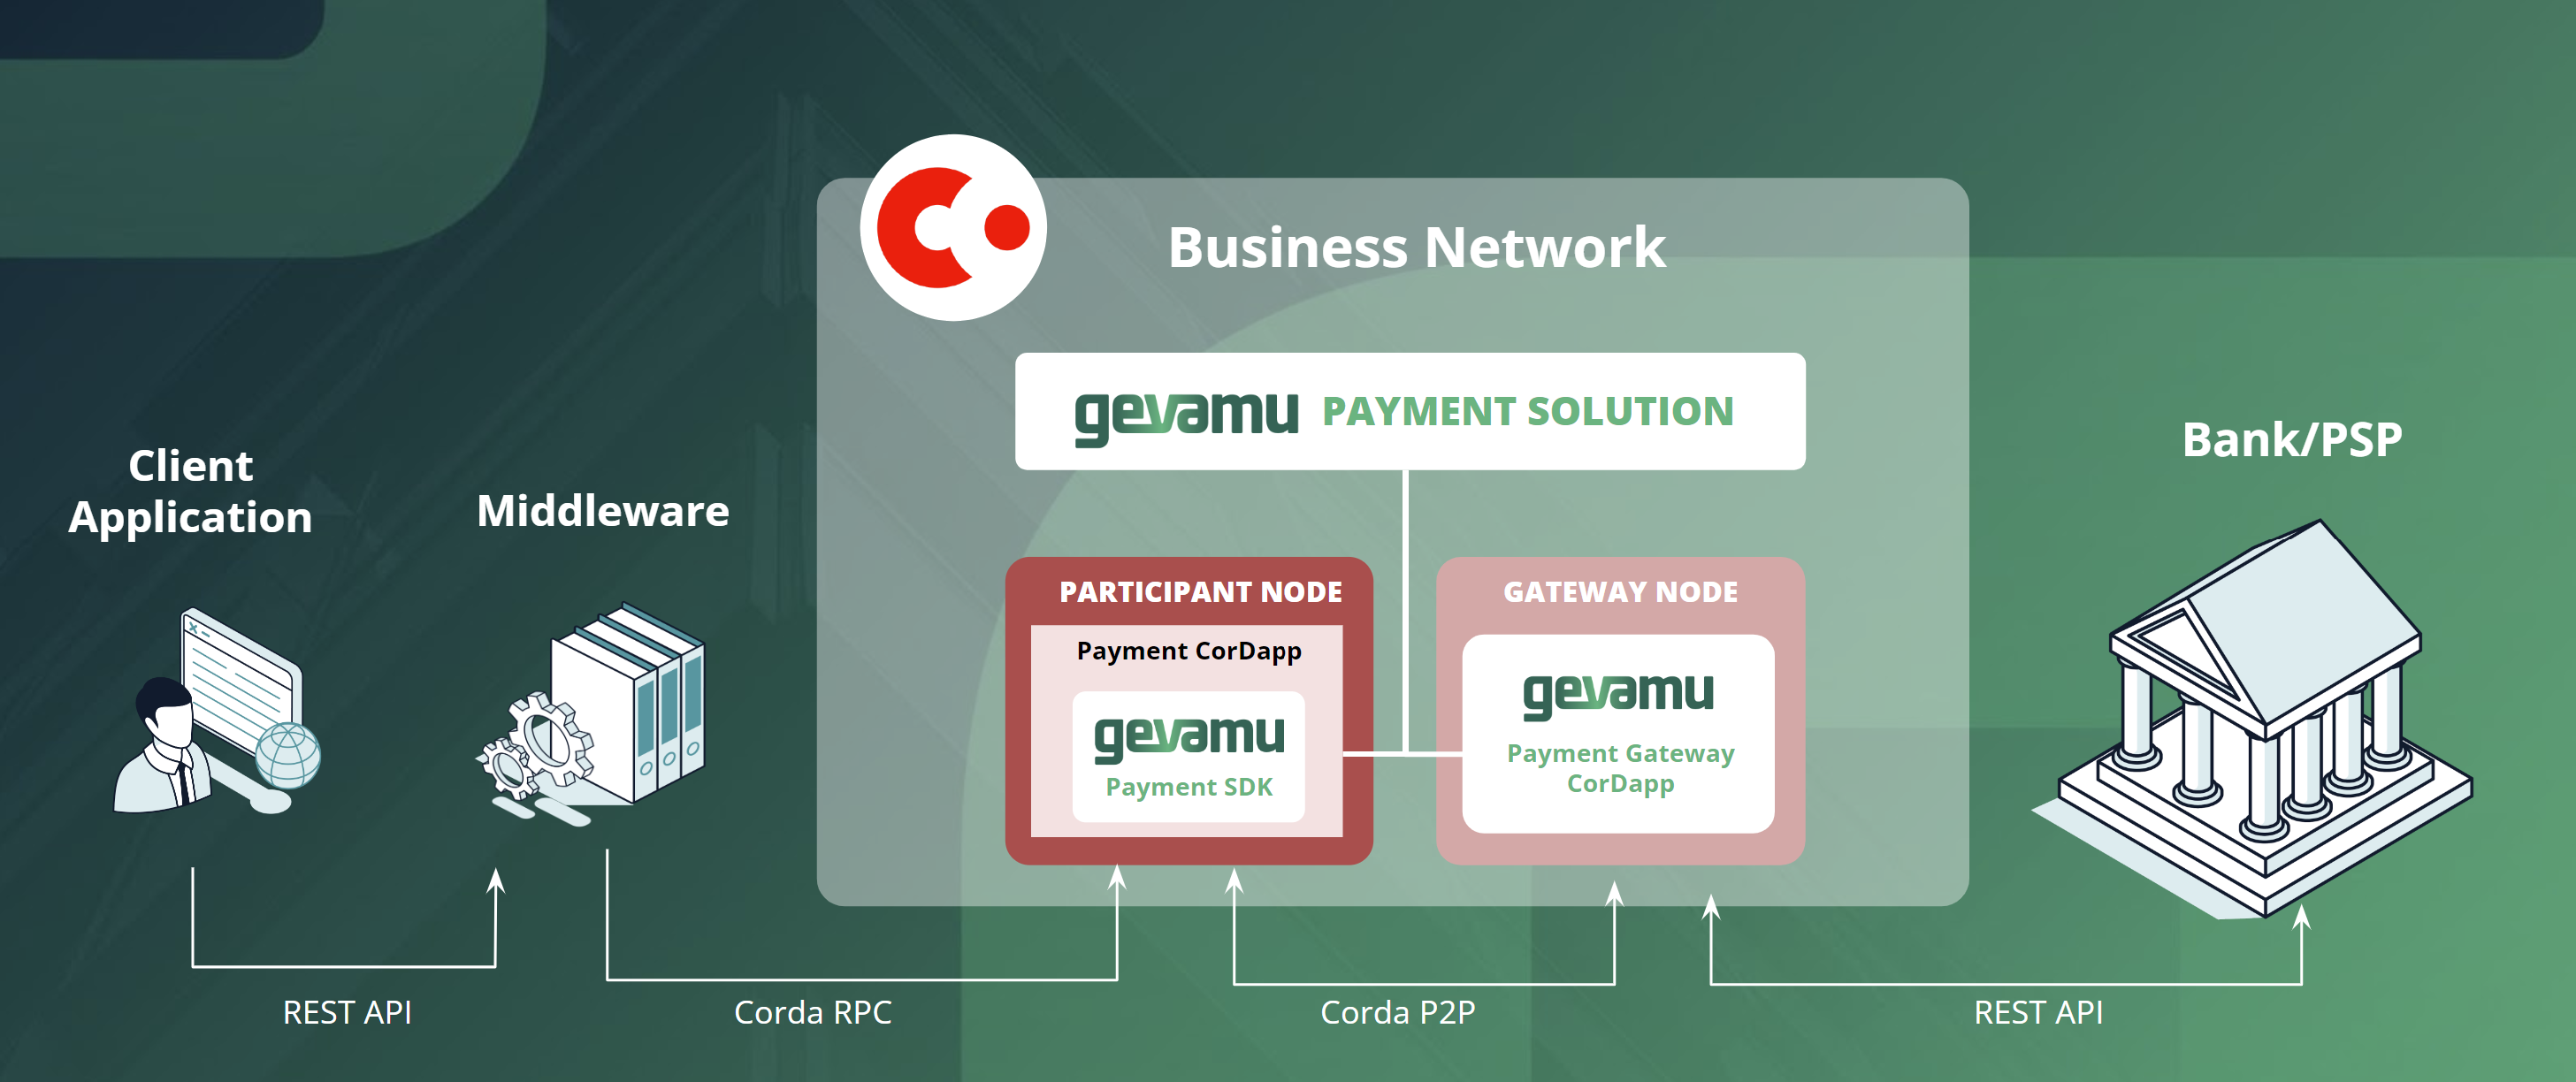 Business Network
gevamu PAYMENT SOLUTION
Client
Application
Middleware
Bank/PSP
PARTICIPANT NODE
Payment CorDapp
gevamu
Payment SDK
GATEWAY NODE
gevamu
Payment Gateway
CorDapp
REST API
Corda RPC
Corda P2P
REST API